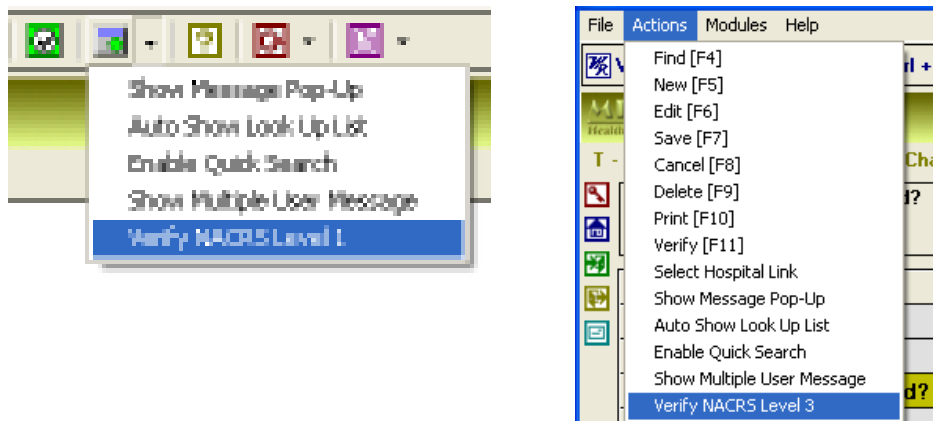 Show Message Pop-Up
Auto Show Look Up List
Enable Quick Search
Show Multiple User Message
Verify NACRS Level 1
File Actions Modules Help
Find [F4]
New [F5]
Edit [F6]
Save [F7]
Cancel [F8]
Delete [F9]
Print [F10]
Verify [F11]
Select Hospital Link
Show Message Pop-Up
Auto Show Look Up List
Enable Quick Search
Show Multiple User Message
Verify NACRS Level 3
T -
d?